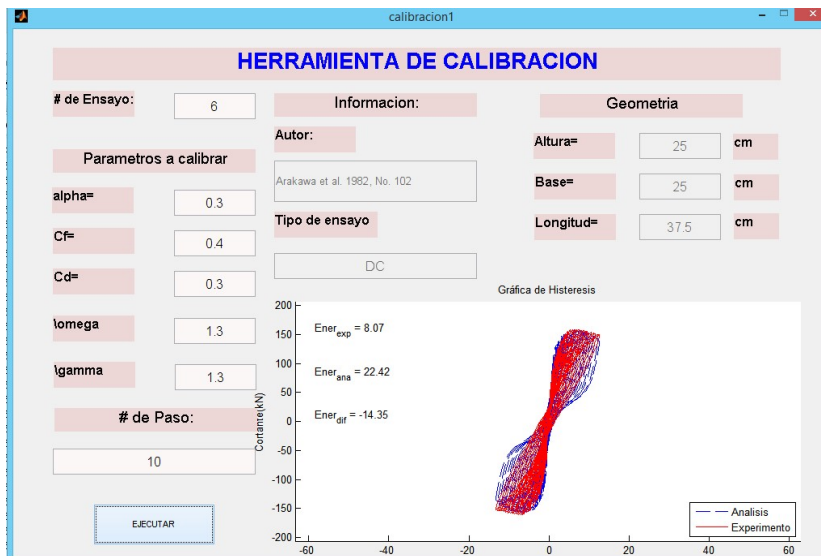 calibracion1
HERRAMIENTA DE CALIBRACION
# de Ensayo:
6
Parametros a calibrar
alpha=
0.3
Cf=
0.4
Cd=
0.3
\omega
1.3
\gamma
1.3
# de Paso:
10
EJECUTAR
Informacion:
Autor:
Arakawa et al. 1982, No. 102
Tipo de ensayo
DC
Geometria
Altura=
25
cm
Base=
25
cm
Longitud=
37.5
cm
Gráfica de Histeresis
Cortante(kN)
200
150
100
50
0
-50
-100
-150
-200
Ener_exp = 8.07
Ener_ana = 22.42
Ener_dif = -14.35
Analisis
Experimento
-60
-40
-20
0
20
40
60